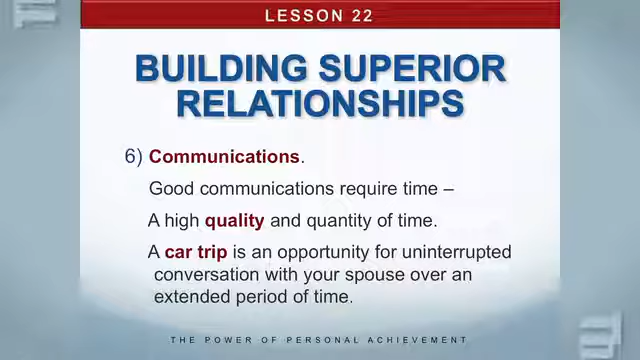 LESSON 22
BUILDING SUPERIOR
RELATIONSHIPS
6) Communications.
Good communications require time –
A high quality and quantity of time.
A car trip is an opportunity for uninterrupted
conversation with your spouse over an
extended period of time.
THE POWER OF PERSONAL ACHIEVEMENT